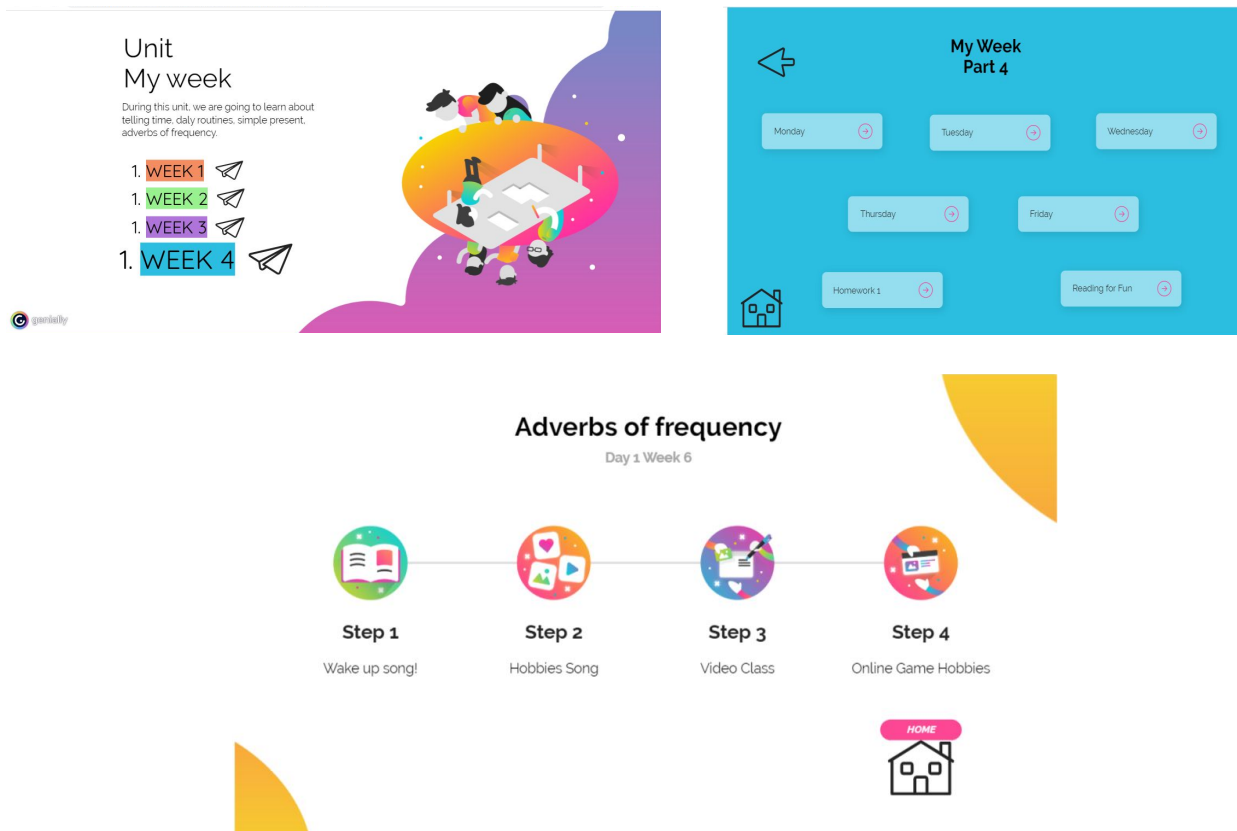 Unit
My week
During this unit, we are going to learn about
telling time, daly routines, simple present,
adverbs of frequency.
1. WEEK 1
1. WEEK 2
1. WEEK 3
1. WEEK 4
genially
My Week
Part 4
Monday
Tuesday
Wednesday
Thursday
Friday
Homework 1
Reading for Fun
Adverbs of frequency
Day 1 Week 6
Step 1
Step 2
Step 3
Step 4
Wake up song!
Hobbies Song
Video Class
Online Game Hobbies
HOME